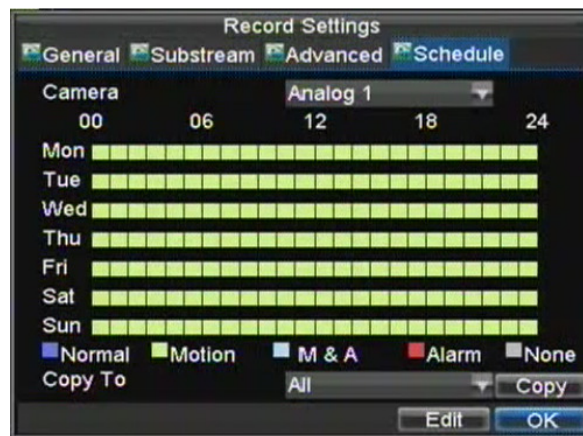 Record Settings
General Substream Advanced Schedule
Camera Analog 1
00 06 12 18 24
Mon
Tue
Wed
Thu
Fri
Sat
Sun
Normal Motion M & A Alarm None
Copy To All Copy
Edit OK